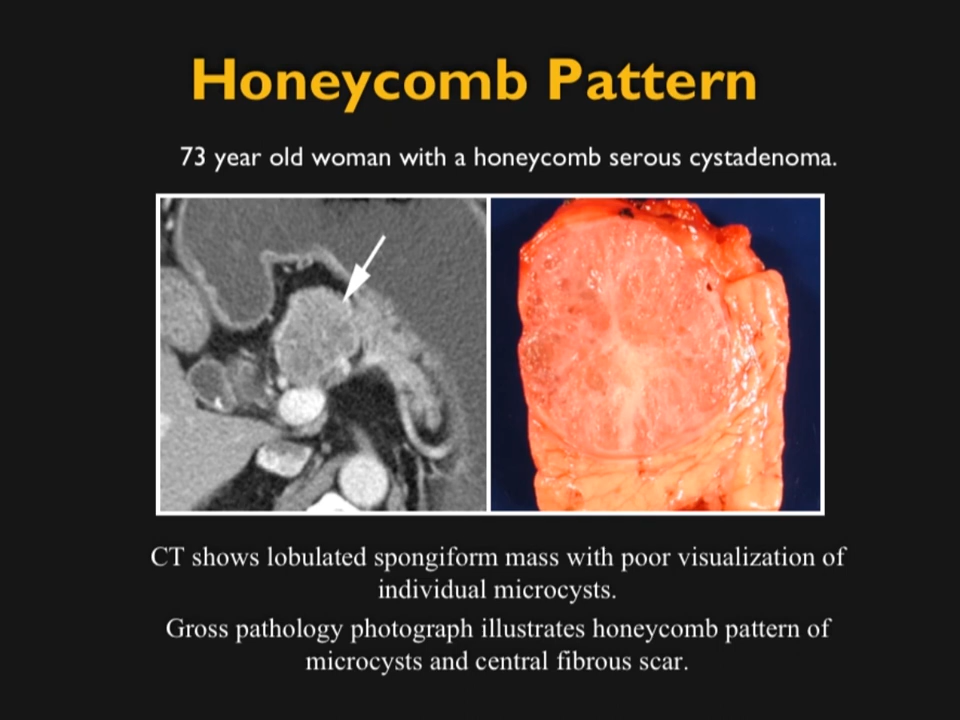 Honeycomb Pattern
73 year old woman with a honeycomb serous cystadenoma.
CT shows lobulated spongiform mass with poor visualization of
individual microcysts.
Gross pathology photograph illustrates honeycomb pattern of
microcysts and central fibrous scar.